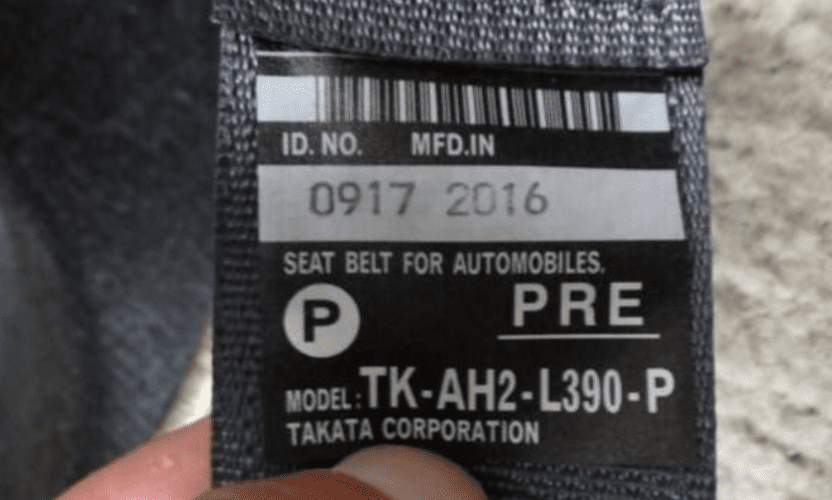 ID. NO. MFD.IN
0917 2016
SEAT BELT FOR AUTOMOBILES.
P PRE
MODEL: TK-AH2-L390-P
TAKATA CORPORATION